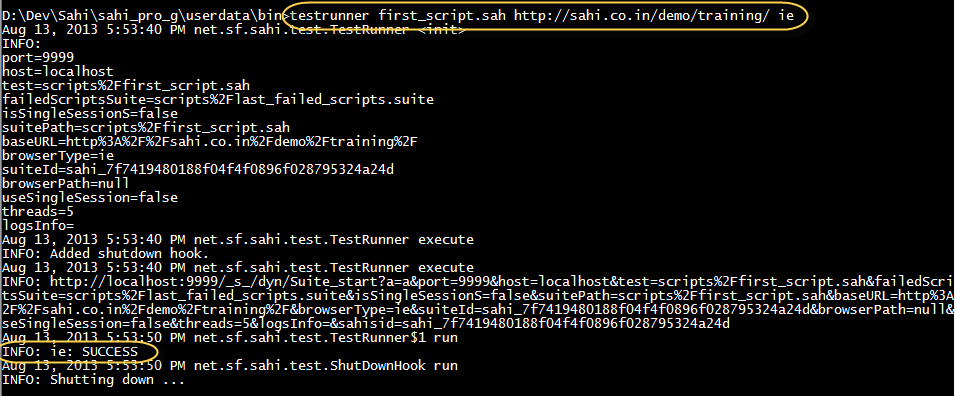 D:\Dev\Sahi\sahi_pro_g\userdata\bin>testrunner first_script.sah http://sahi.co.in/demo/training/ ie
Aug 13, 2013 5:53:40 PM net.sf.sahi.test.TestRunner <init>
INFO:
port=9999
host=localhost
test=scripts%2Ffirst_script.sah
failedScriptsSuite=scripts%2Flast_failed_scripts.suite
isSingleSessionS=false
suitePath=scripts%2Ffirst_script.sah
baseURL=http%3A%2F%2Fsahi.co.in%2Fdemo%2Ftraining%2F
browserType=ie
suiteId=sahi_7f7419480188f04f4f0896f028795324a24d
browserPath=null
useSingleSession=false
threads=5
logsInfo=
Aug 13, 2013 5:53:40 PM net.sf.sahi.test.TestRunner execute
INFO: Added shutdown hook.
Aug 13, 2013 5:53:40 PM net.sf.sahi.test.TestRunner execute
INFO: http://localhost:9999/_s_/dyn/Suite_start?a=a&port=9999&host=localhost&test=scripts%2Ffirst_script.sah&failedScri
tsSuite=scripts%2Flast_failed_scripts.suite&isSingleSessionS=false&suitePath=scripts%2Ffirst_script.sah&baseURL=http%3A
2F%2Fsahi.co.in%2Fdemo%2Ftraining%2F&browserType=ie&suiteId=sahi_7f7419480188f04f4f0896f028795324a24d&browserPath=null&
seSingleSession=false&threads=5&logsInfo=&sahisid=sahi_7f7419480188f04f4f0896f028795324a24d
Aug 13, 2013 5:53:50 PM net.sf.sahi.test.TestRunner$1 run
INFO: ie: SUCCESS
Aug 13, 2013 5:53:50 PM net.sf.sahi.test.ShutDownHook run
INFO: Shutting down ...